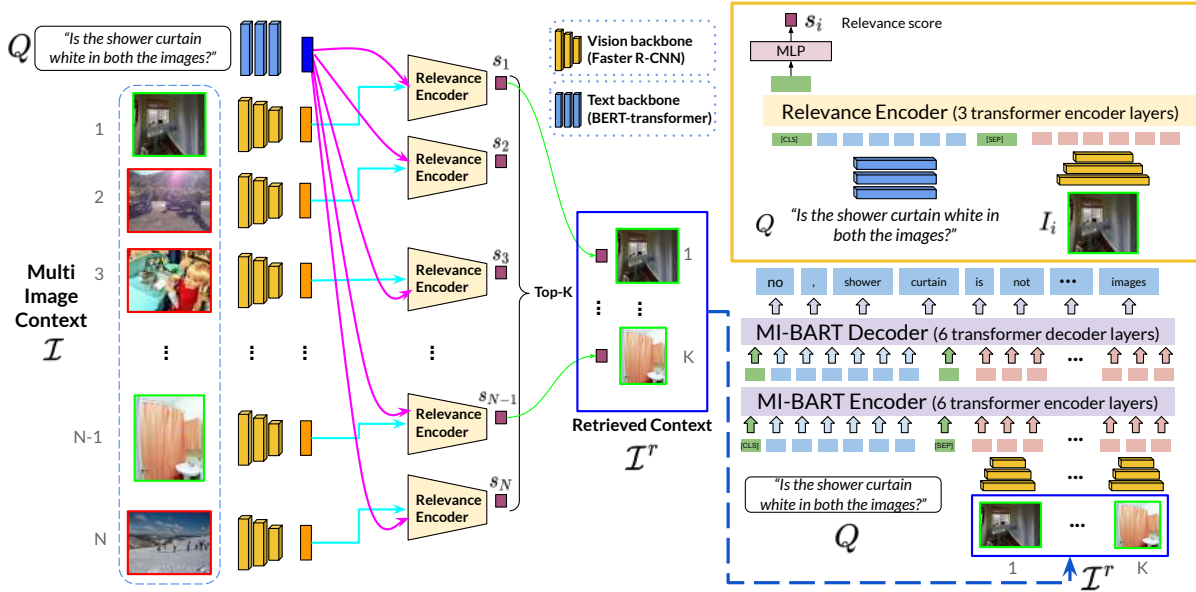 Q
“Is the shower curtain
white in both the images?”
1
2
3
N-1
N
Multi
Image
Context
I
Relevance
Encoder
s1
Relevance
Encoder
s2
Relevance
Encoder
s3
Relevance
Encoder
sN−1
Relevance
Encoder
sN
Top-K
Vision backbone
(Faster R-CNN)
Text backbone
(BERT-transformer)
1
K
Retrieved Context
I^r
si
Relevance score
MLP
Relevance Encoder (3 transformer encoder layers)
[CLS]
[SEP]
Q
“Is the shower curtain white in
both the images?”
Ii
no , shower curtain is not ••• images
MI-BART Decoder (6 transformer decoder layers)
•••
MI-BART Encoder (6 transformer encoder layers)
•••
[CLS]
[SEP]
“Is the shower curtain
white in both the images?”
Q
•••
•••
1
K
I^r